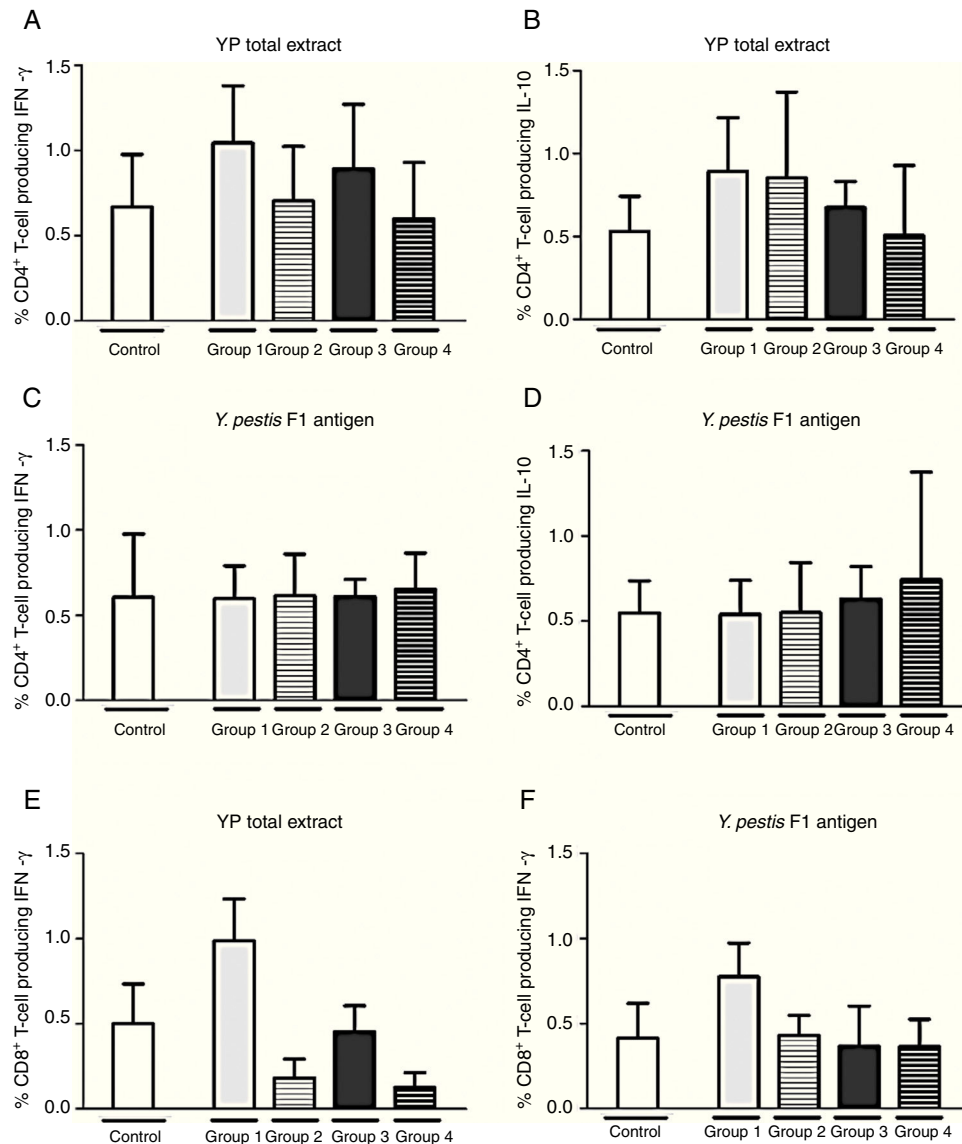 A
YP total extract
% CD4+ T-cell producing IFN -γ
1.5
1.0
0.5
0.0
Control
Group 1 Group 2 Group 3 Group 4
B
YP total extract
% CD4+ T-cell producing IL-10
1.5
1.0
0.5
0.0
Control
Group 1 Group 2 Group 3 Group 4
C
Y. pestis F1 antigen
% CD4+ T-cell producing IFN -γ
1.5
1.0
0.5
0.0
Control
Group 1 Group 2 Group 3 Group 4
D
Y. pestis F1 antigen
% CD4+ T-cell producing IL-10
1.5
1.0
0.5
0.0
Control
Group 1 Group 2 Group 3 Group 4
E
YP total extract
% CD8+ T-cell producing IFN -γ
1.5
1.0
0.5
0.0
Control
Group 1 Group 2 Group 3 Group 4
F
Y. pestis F1 antigen
% CD8+ T-cell producing IFN -γ
1.5
1.0
0.5
0.0
Control
Group 1 Group 2 Group 3 Group 4